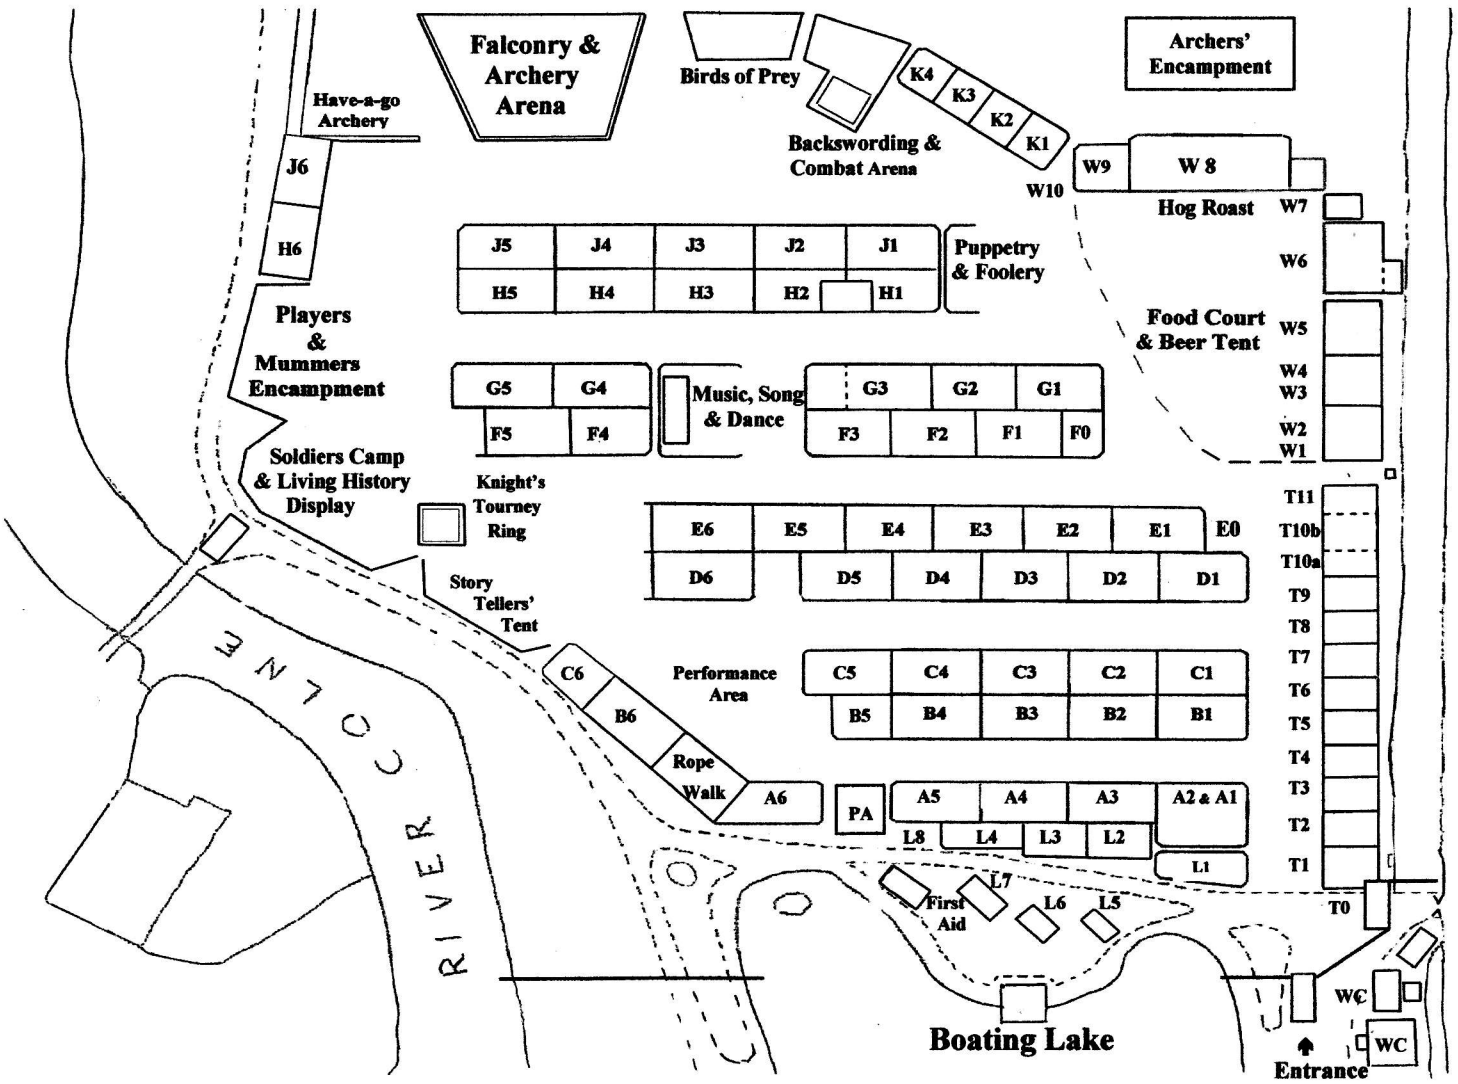 Falconry &
Archery
Arena
Birds of Prey
Archers'
Encampment
Have-a-go
Archery
K4
K3
K2
K1
Backswording &
Combat Arena
J6
H6
W10
W9
W 8
Hog Roast
W7
W6
J5 J4 J3 J2 J1
H5 H4 H3 H2 H1
Puppetry
& Foolery
Players
&
Mummers
Encampment
Food Court
& Beer Tent
W5
W4
W3
W2
W1
G5 G4
F5 F4
Music, Song
& Dance
G3 G2 G1
F3 F2 F1 F0
Soldiers Camp
& Living History
Display
Knight's
Tourney
Ring
E6 E5 E4 E3 E2 E1 E0
D6 D5 D4 D3 D2 D1
T11
T10b
T10a
T9
T8
T7
T6
T5
T4
T3
T2
T1
T0
Story
Tellers'
Tent
Performance
Area
C6
B6
Rope
Walk
A6
C5 C4 C3 C2 C1
B5 B4 B3 B2 B1
PA
A5 A4 A3 A2 & A1
L8 L4 L3 L2
L1
L7
L6
L5
First
Aid
RIVER COLNE
Boating Lake
WC
WC
Entrance